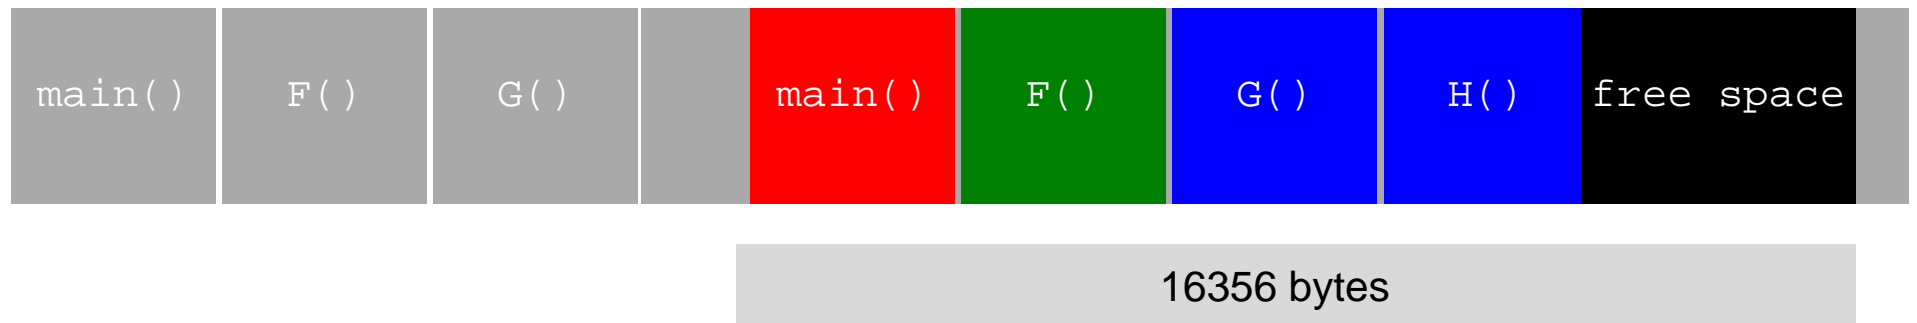 main() F() G() main() F() G() H() free space
16356 bytes